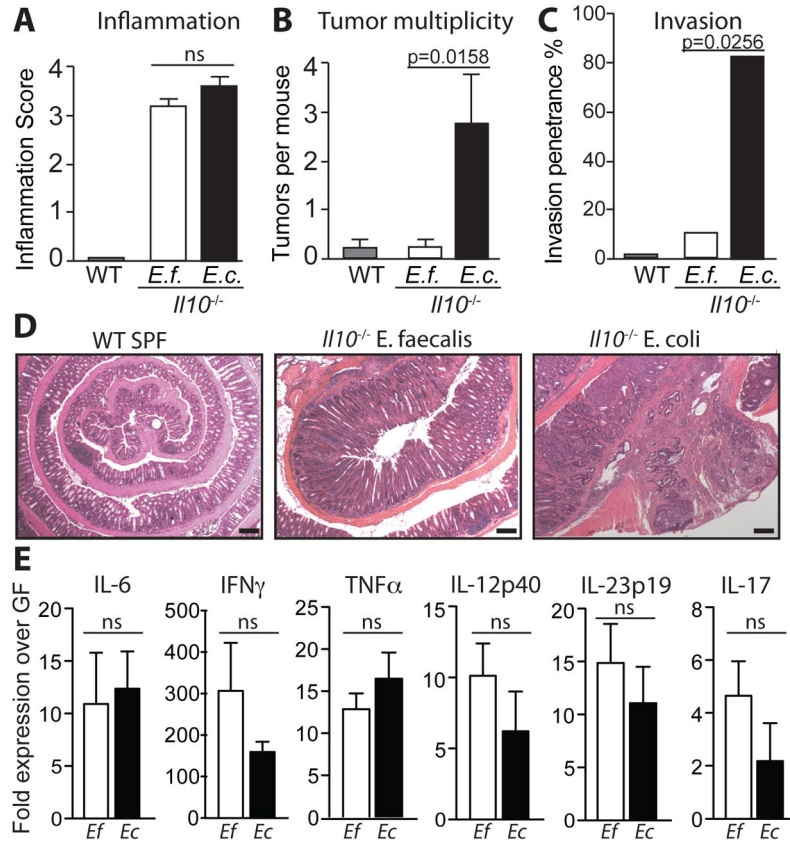 A Inflammation
Inflammation Score
4
3
2
1
0
ns
WT E.f. E.c.
Il10-/-
B Tumor multiplicity
Tumors per mouse
4
3
2
1
0
p=0.0158
WT E.f. E.c.
Il10-/-
C Invasion
Invasion penetrance %
100
80
60
40
20
10
0
p=0.0256
WT E.f. E.c.
Il10-/-
D
WT SPF
Il10-/- E. faecalis
Il10-/- E. coli
E
Fold expression over GF
IL-6
20
15
10
5
0
ns
Ef Ec
IFNγ
500
400
300
200
100
0
ns
Ef Ec
TNFα
25
20
15
10
5
0
ns
Ef Ec
IL-12p40
15
10
5
0
ns
Ef Ec
IL-23p19
20
15
10
5
0
ns
Ef Ec
IL-17
8
6
4
2
0
ns
Ef Ec